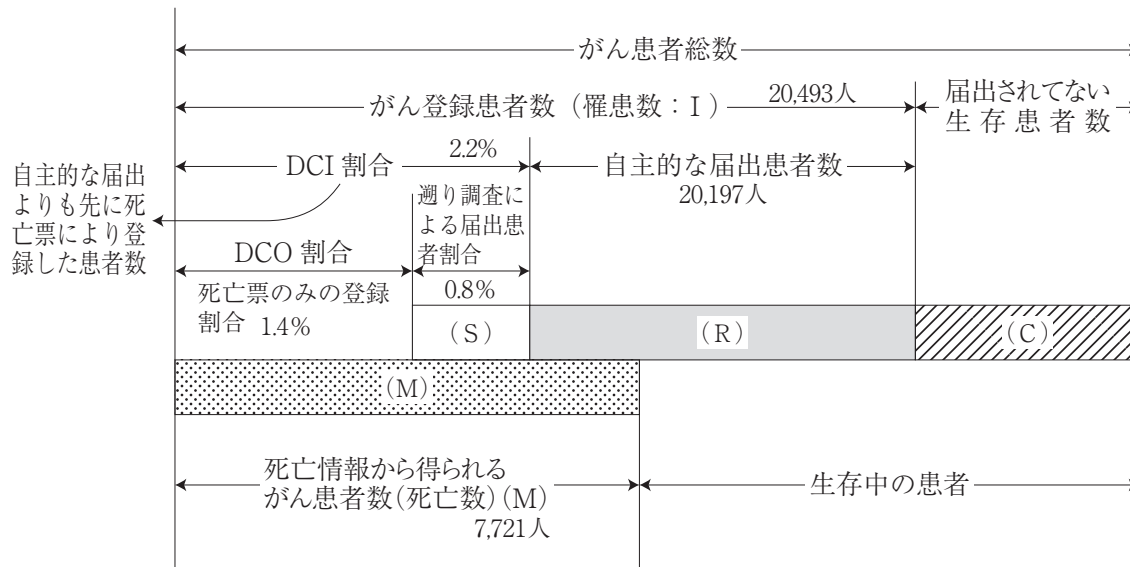 がん患者総数
がん登録患者数（罹患数：I）
20,493人
届出されてない
生存患者数
DCI 割合
2.2%
自主的な届出患者数
20,197人
自主的な届出
よりも先に死
亡票により登
録した患者数
遡り調査に
よる届出患
者割合
0.8%
DCO 割合
死亡票のみの登録
割合 1.4%
（S）
（R）
（C）
（M）
死亡情報から得られる
がん患者数(死亡数)(M)
7,721人
生存中の患者